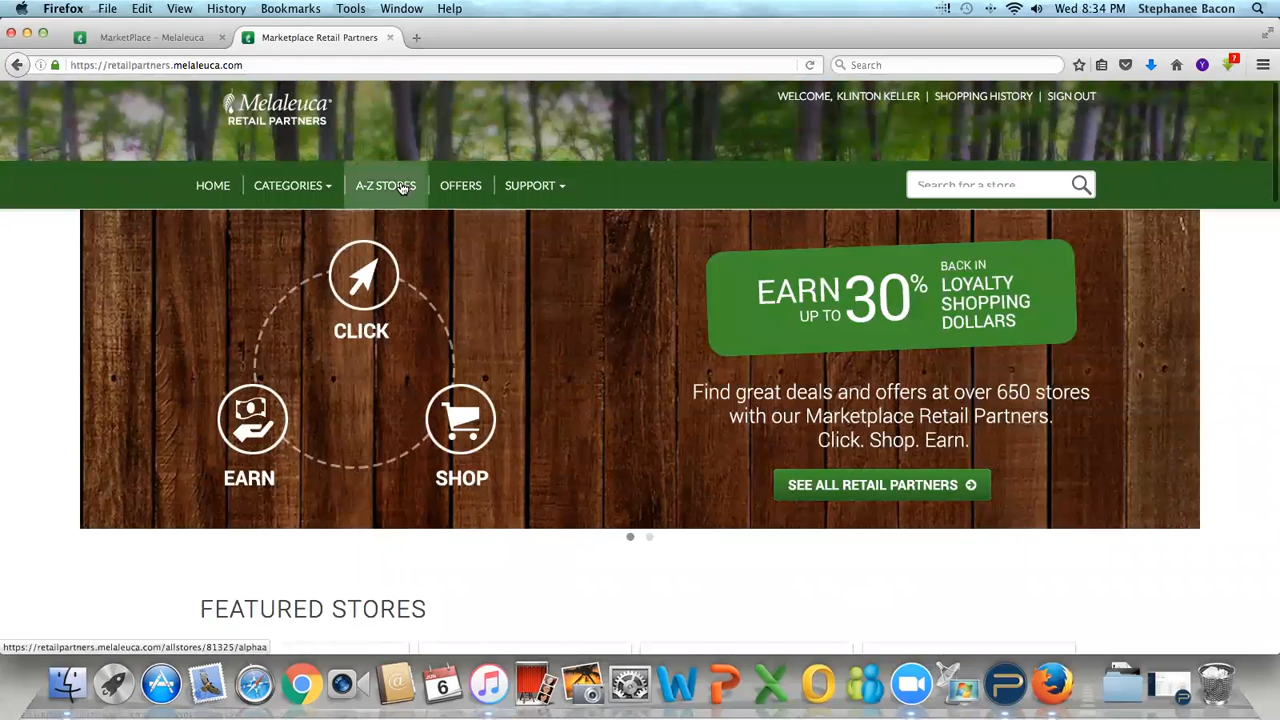 Firefox File Edit View History Bookmarks Tools Window Help Wed 8:34 PM Stephanee Bacon
MarketPlace – Melaleuca × Marketplace Retail Partners × +
https://retailpartners.melaleuca.com Search 7
Melaleuca®
RETAIL PARTNERS
WELCOME, KLINTON KELLER | SHOPPING HISTORY | SIGN OUT
HOME CATEGORIES A-Z STORES OFFERS SUPPORT Search for a store
CLICK
EARN
SHOP
EARN
UP TO 30%
BACK IN
LOYALTY
SHOPPING
DOLLARS
Find great deals and offers at over 650 stores
with our Marketplace Retail Partners.
Click. Shop. Earn.
SEE ALL RETAIL PARTNERS
FEATURED STORES
https://retailpartners.melaleuca.com/allstores/81325/alphaa
6
W P X O P